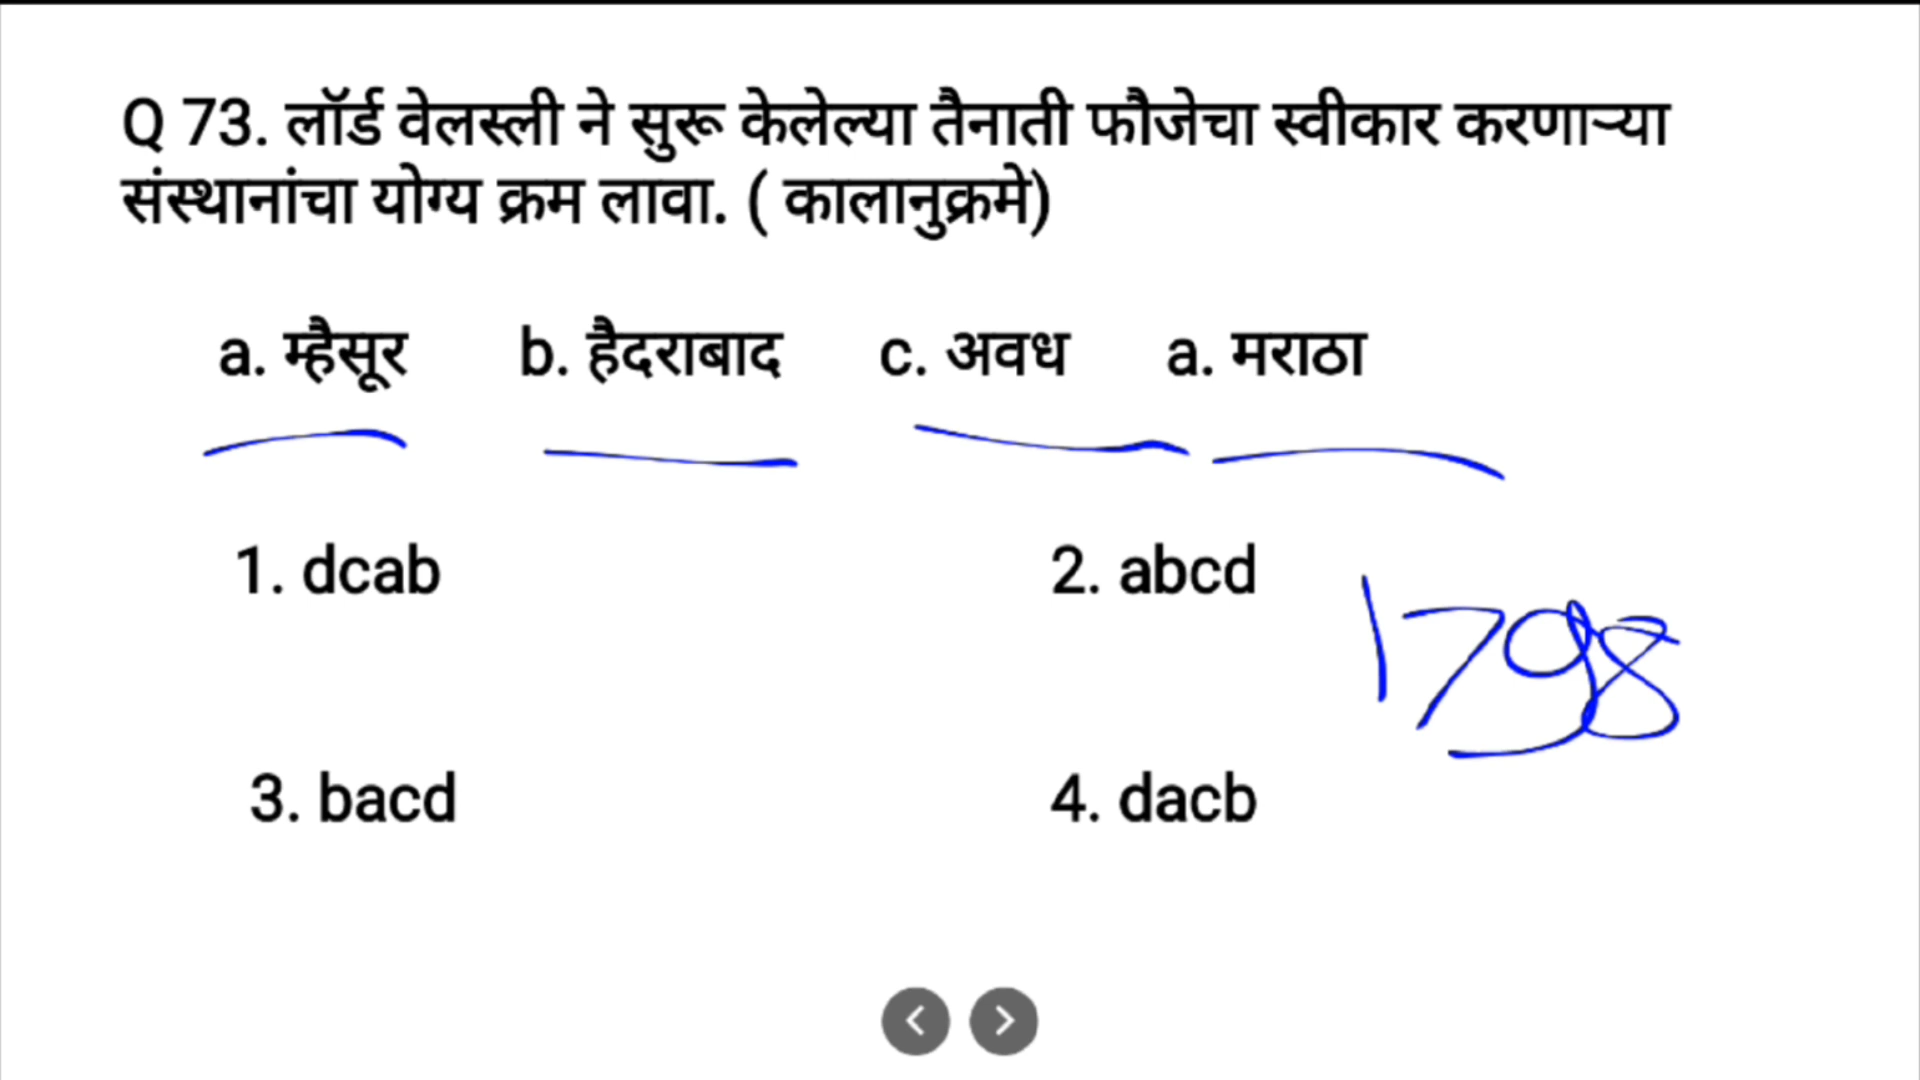 Q 73. लॉर्ड वेलस्ली ने सुरू केलेल्या तैनाती फौजेचा स्वीकार करणाऱ्या
संस्थानांचा योग्य क्रम लावा. ( कालानुक्रमे)
a. म्हैसूर b. हैदराबाद c. अवध a. मराठा
1. dcab 2. abcd
1798
3. bacd 4. dacb